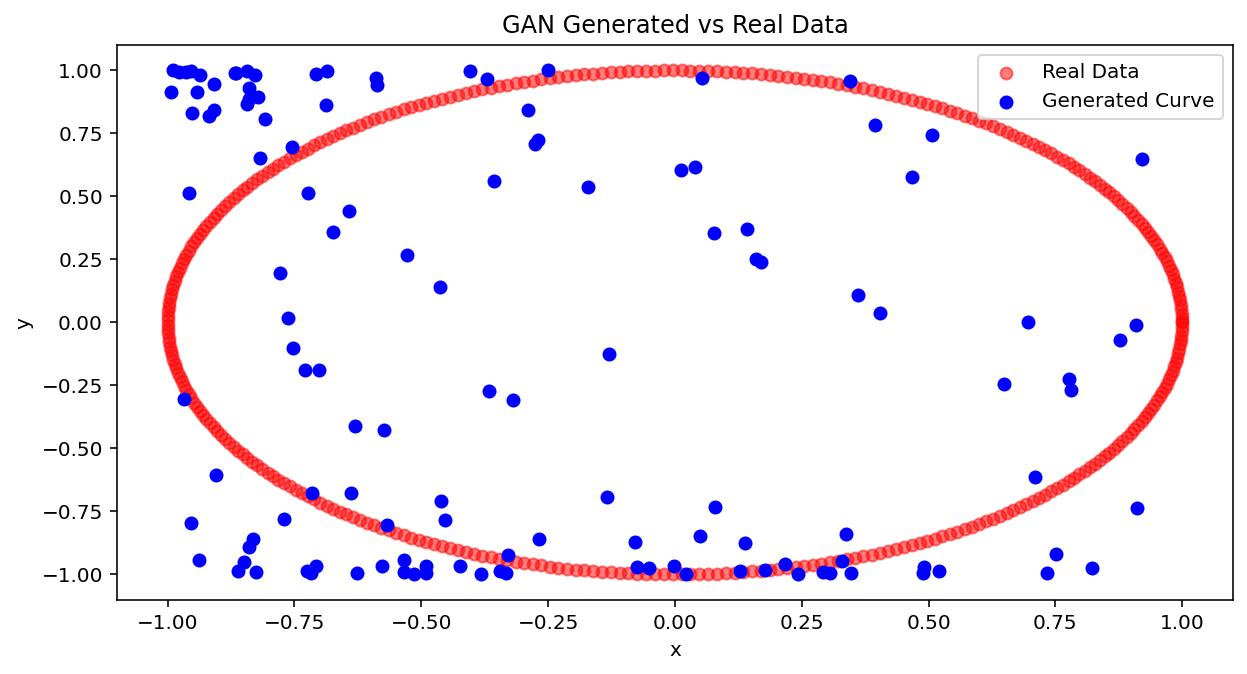 GAN Generated vs Real Data
Real Data
Generated Curve
1.00
0.75
0.50
0.25
0.00
−0.25
−0.50
−0.75
−1.00
y
−1.00 −0.75 −0.50 −0.25 0.00 0.25 0.50 0.75 1.00
x